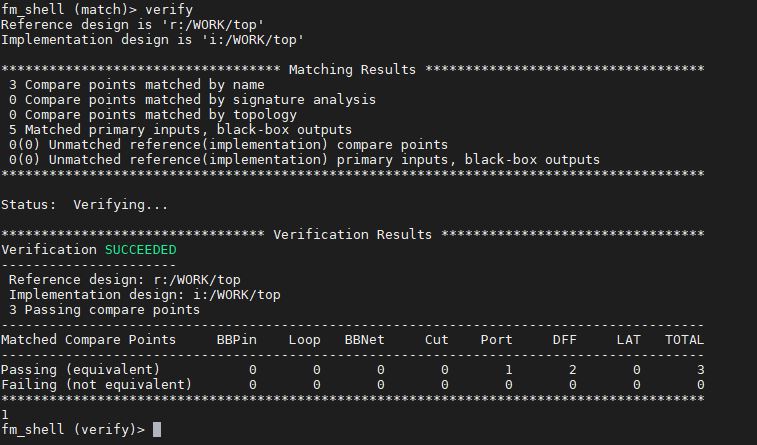 fm_shell (match)> verify
Reference design is 'r:/WORK/top'
Implementation design is 'i:/WORK/top'
*********************************** Matching Results ***********************************
3 Compare points matched by name
0 Compare points matched by signature analysis
0 Compare points matched by topology
5 Matched primary inputs, black-box outputs
0(0) Unmatched reference(implementation) compare points
0(0) Unmatched reference(implementation) primary inputs, black-box outputs
****************************************************************************************
Status:  Verifying...
********************************* Verification Results *********************************
Verification SUCCEEDED
----------------------
Reference design: r:/WORK/top
Implementation design: i:/WORK/top
3 Passing compare points
----------------------------------------------------------------------------------------
Matched Compare Points     BBPin    Loop   BBNet     Cut    Port     DFF     LAT   TOTAL
----------------------------------------------------------------------------------------
Passing (equivalent)           0       0       0       0       1       2       0       3
Failing (not equivalent)       0       0       0       0       0       0       0       0
****************************************************************************************
1
fm_shell (verify)>